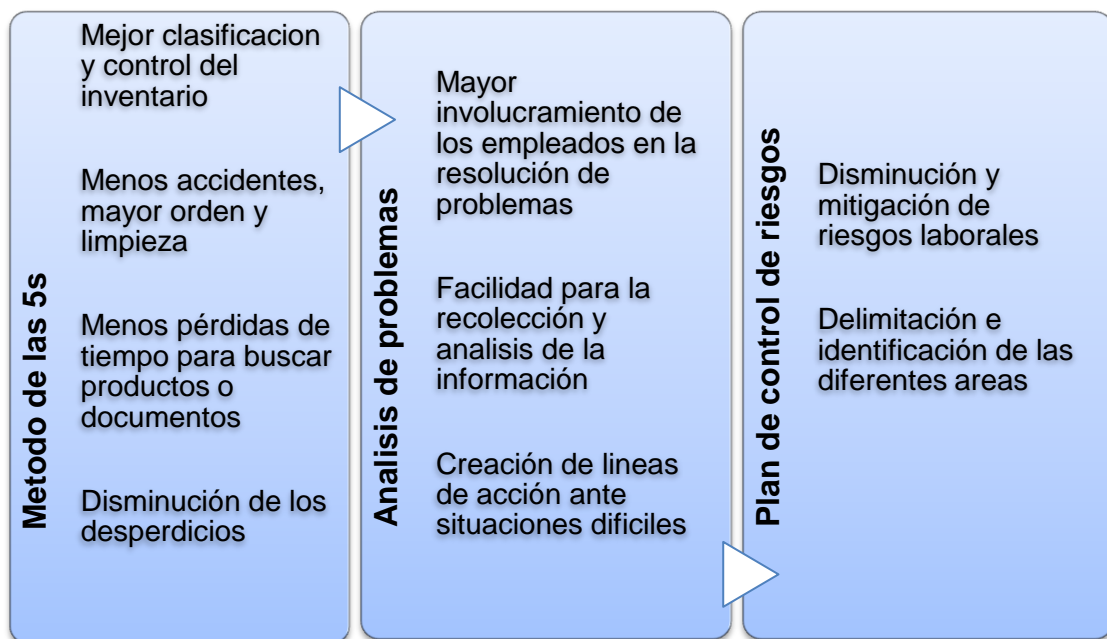 Metodo de las 5s
Mejor clasificacion
y control del
inventario
Menos accidentes,
mayor orden y
limpieza
Menos pérdidas de
tiempo para buscar
productos o
documentos
Disminución de los
desperdicios
Analisis de problemas
Mayor
involucramiento de
los empleados en la
resolución de
problemas
Facilidad para la
recolección y
analisis de la
información
Creación de lineas
de acción ante
situaciones dificiles
Plan de control de riesgos
Disminución y
mitigación de
riesgos laborales
Delimitación e
identificación de las
diferentes areas